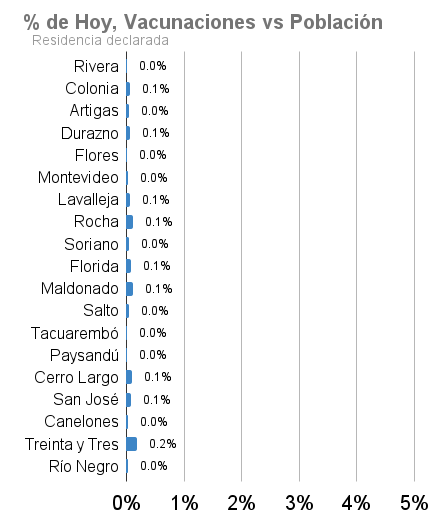 % de Hoy, Vacunaciones vs Población
Residencia declarada
Rivera 0.0%
Colonia 0.1%
Artigas 0.0%
Durazno 0.1%
Flores 0.0%
Montevideo 0.0%
Lavalleja 0.1%
Rocha 0.1%
Soriano 0.0%
Florida 0.1%
Maldonado 0.1%
Salto 0.0%
Tacuarembó 0.0%
Paysandú 0.0%
Cerro Largo 0.1%
San José 0.1%
Canelones 0.0%
Treinta y Tres 0.2%
Río Negro 0.0%
0% 1% 2% 3% 4% 5%